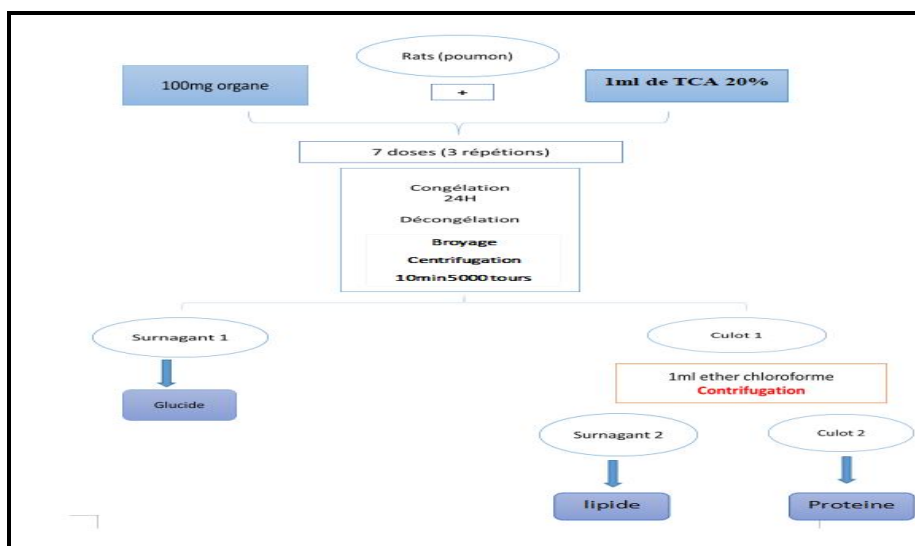 Rats (poumon)
100mg organe
+
1ml de TCA 20%
7 doses (3 répétions)
Congélation
24H
Décongélation
Broyage
Centrifugation
10min5000 tours
Surnagant 1
Culot 1
1ml ether chloroforme
Contrifugation
Glucide
Surnagant 2
Culot 2
lipide
Proteine